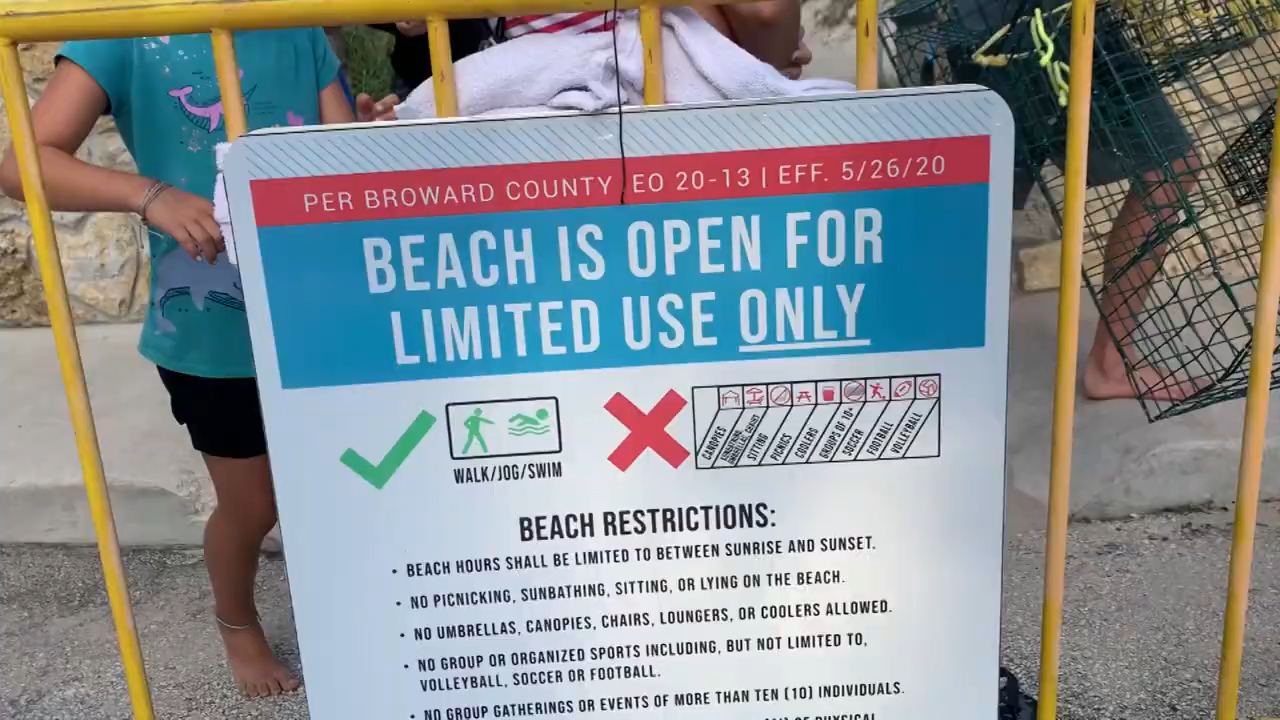 PER BROWARD COUNTY EO 20-13 | EFF. 5/26/20
BEACH IS OPEN FOR
LIMITED USE ONLY
WALK/JOG/SWIM
CANOPIES
SITTING
PICNICS
COOLERS
GROUPS OF 10+
SOCCER
FOOTBALL
VOLLEYBALL
BEACH RESTRICTIONS:
• BEACH HOURS SHALL BE LIMITED TO BETWEEN SUNRISE AND SUNSET.
• NO PICNICKING, SUNBATHING, SITTING, OR LYING ON THE BEACH.
• NO UMBRELLAS, CANOPIES, CHAIRS, LOUNGERS, OR COOLERS ALLOWED.
• NO GROUP OR ORGANIZED SPORTS INCLUDING, BUT NOT LIMITED TO,
VOLLEYBALL, SOCCER OR FOOTBALL.
• NO GROUP GATHERINGS OR EVENTS OF MORE THAN TEN (10) INDIVIDUALS.
OF PHYSICAL